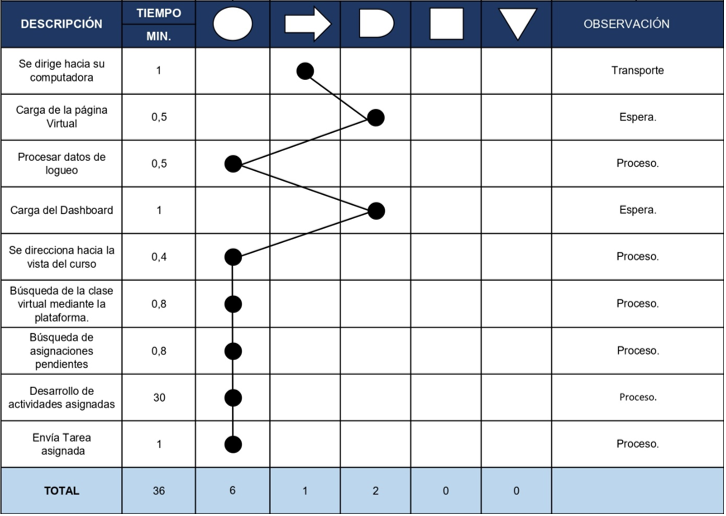 DESCRIPCIÓN
TIEMPO
MIN.
OBSERVACIÓN
Se dirige hacia su
computadora
1
Transporte
Carga de la página
Virtual
0,5
Espera.
Procesar datos de
logueo
0,5
Proceso.
Carga del Dashboard
1
Espera.
Se direcciona hacia la
vista del curso
0,4
Proceso.
Búsqueda de la clase
virtual mediante la
plataforma.
0,8
Proceso.
Búsqueda de
asignaciones
pendientes
0,8
Proceso.
Desarrollo de
actividades asignadas
30
Proceso.
Envía Tarea
asignada
1
Proceso.
TOTAL 36 6 1 2 0 0